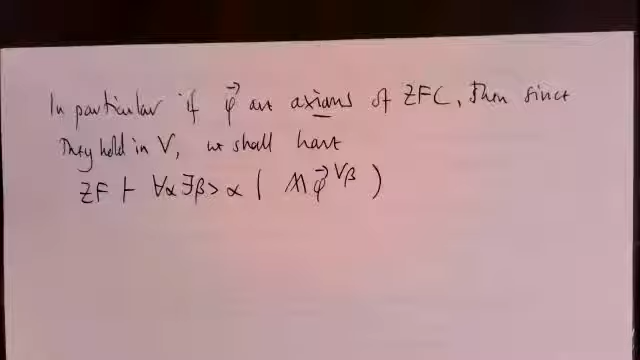 In particular if φ⃗ are axioms of ZFC, then since
they hold in V, we shall have
ZF ⊢ ∀α∃β>α ( ⋀φ⃗^{Vβ} )